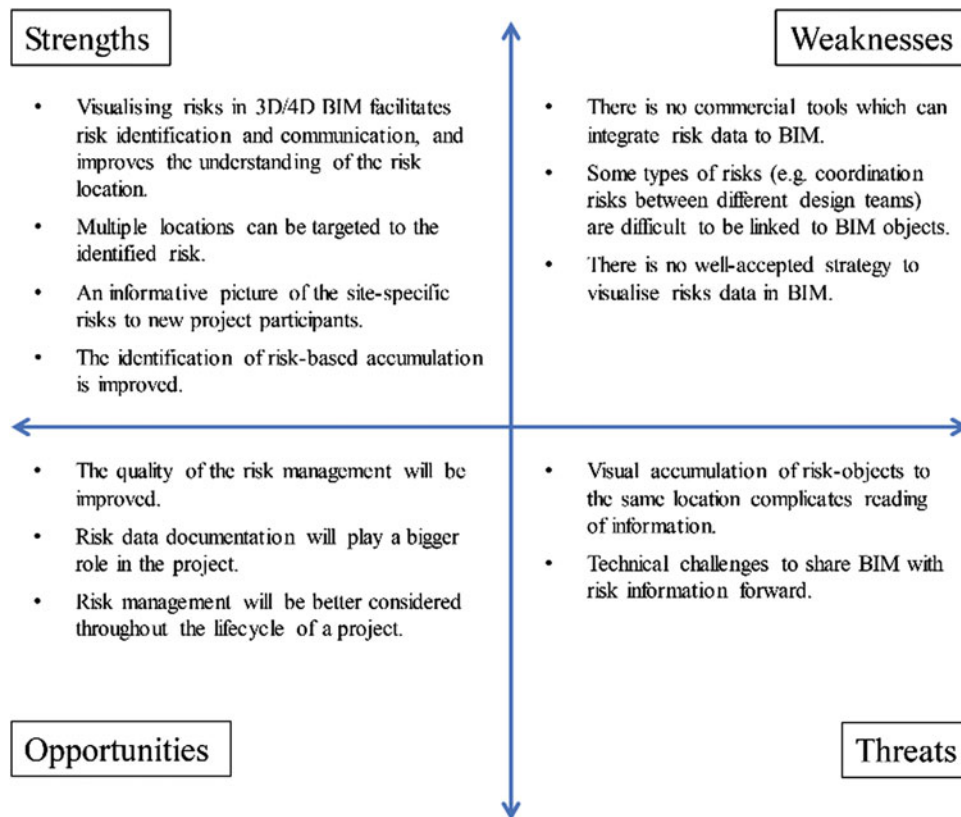 Strengths
• Visualising risks in 3D/4D BIM facilitates
risk identification and communication, and
improves the understanding of the risk
location.
• Multiple locations can be targeted to the
identified risk.
• An informative picture of the site-specific
risks to new project participants.
• The identification of risk-based accumulation
is improved.
Weaknesses
• There is no commercial tools which can
integrate risk data to BIM.
• Some types of risks (e.g. coordination
risks between different design teams)
are difficult to be linked to BIM objects.
• There is no well-accepted strategy to
visualise risks data in BIM.
• The quality of the risk management will be
improved.
• Risk data documentation will play a bigger
role in the project.
• Risk management will be better considered
throughout the lifecycle of a project.
Opportunities
• Visual accumulation of risk-objects to
the same location complicates reading
of information.
• Technical challenges to share BIM with
risk information forward.
Threats